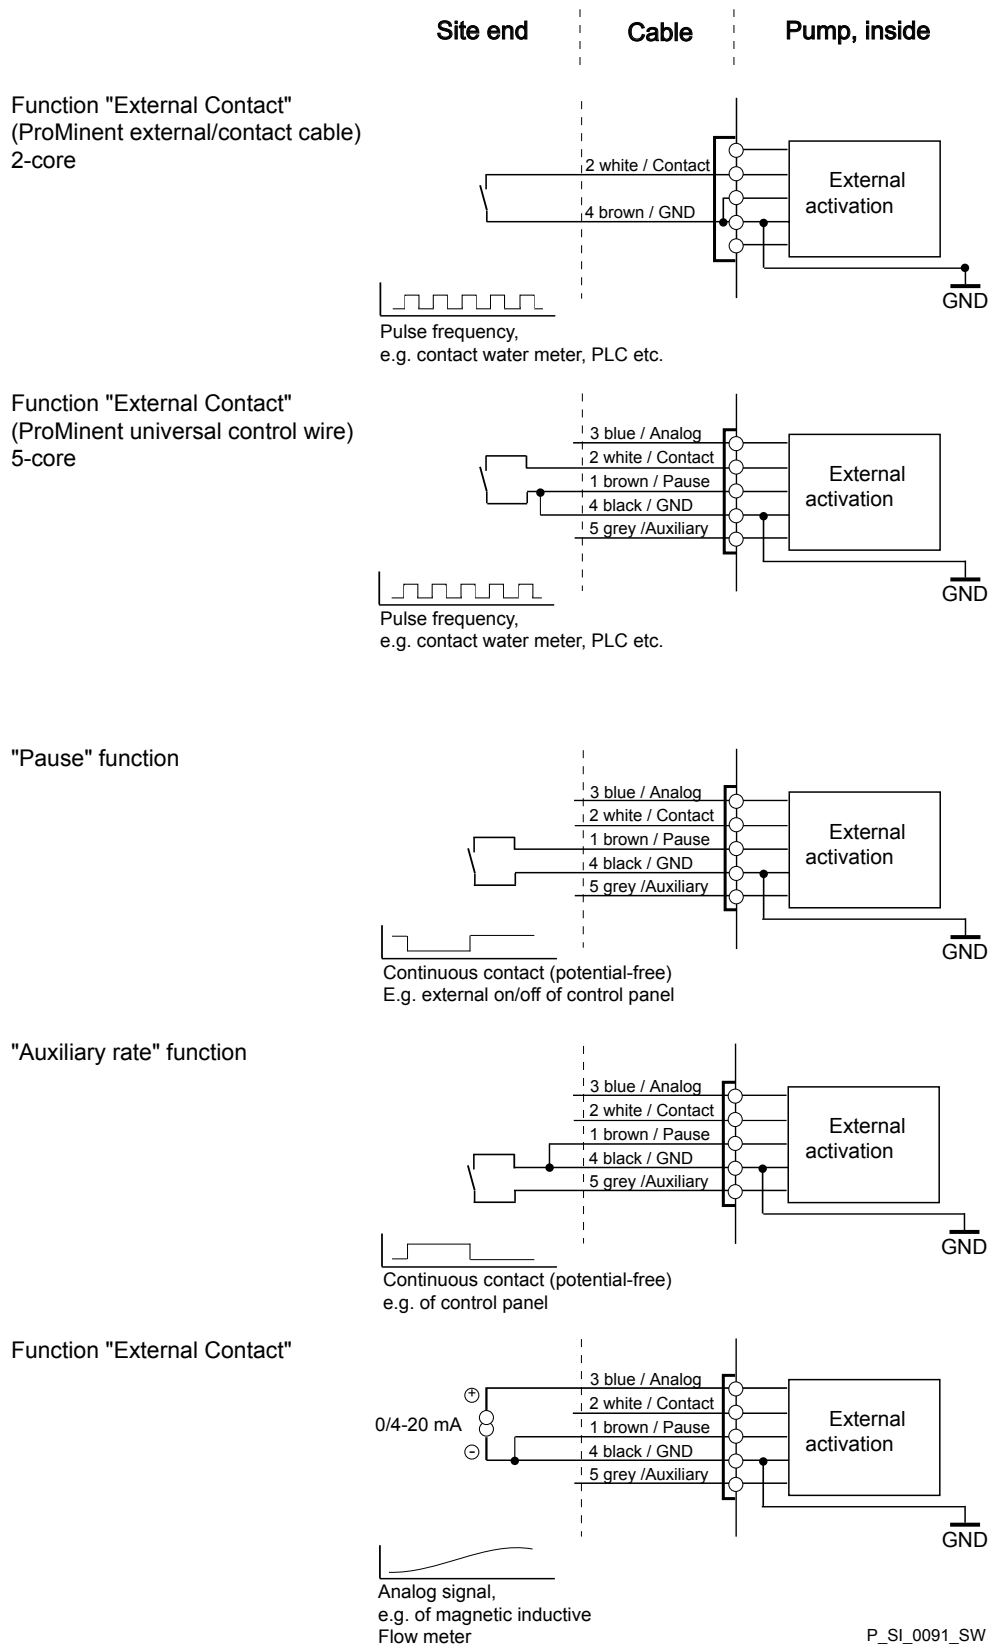 Site end
Cable
Pump, inside
Function "External Contact"
(ProMinent external/contact cable)
2-core
2 white / Contact
4 brown / GND
External
activation
GND
Pulse frequency,
e.g. contact water meter, PLC etc.
Function "External Contact"
(ProMinent universal control wire)
5-core
3 blue / Analog
2 white / Contact
1 brown / Pause
4 black / GND
5 grey /Auxiliary
External
activation
GND
Pulse frequency,
e.g. contact water meter, PLC etc.
"Pause" function
3 blue / Analog
2 white / Contact
1 brown / Pause
4 black / GND
5 grey /Auxiliary
External
activation
GND
Continuous contact (potential-free)
E.g. external on/off of control panel
"Auxiliary rate" function
3 blue / Analog
2 white / Contact
1 brown / Pause
4 black / GND
5 grey /Auxiliary
External
activation
GND
Continuous contact (potential-free)
e.g. of control panel
Function "External Contact"
3 blue / Analog
2 white / Contact
1 brown / Pause
4 black / GND
5 grey /Auxiliary
+
0/4-20 mA
-
External
activation
GND
Analog signal,
e.g. of magnetic inductive
Flow meter
P_SI_0091_SW